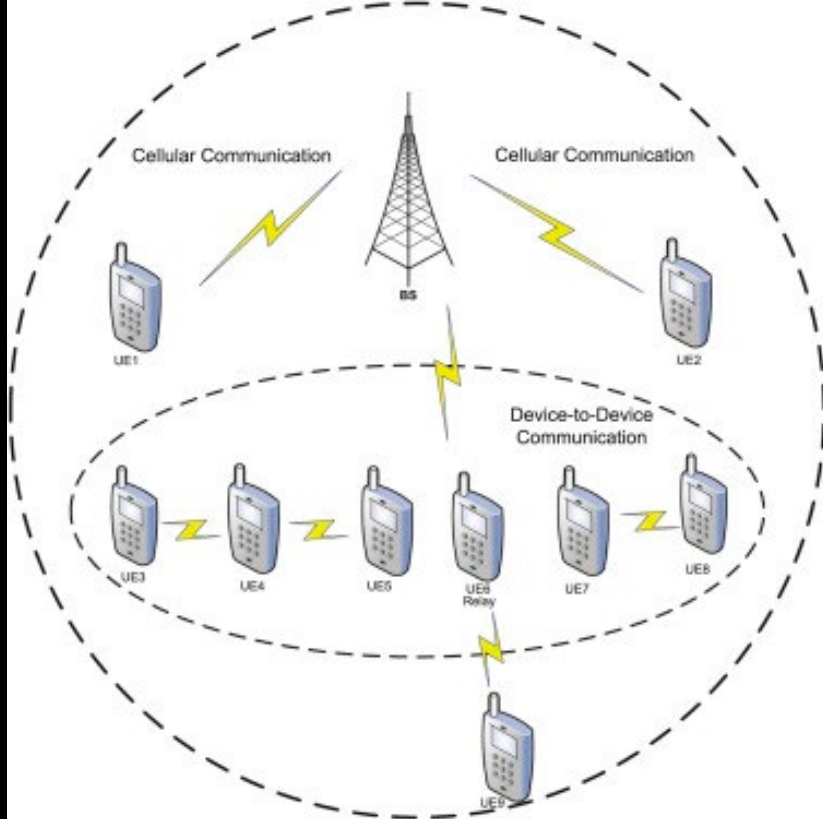 Cellular Communication
Cellular Communication
BS
UE1
UE2
Device-to-Device
Communication
UE3
UE4
UE5
UE6
Relay
UE7
UE8
UE9